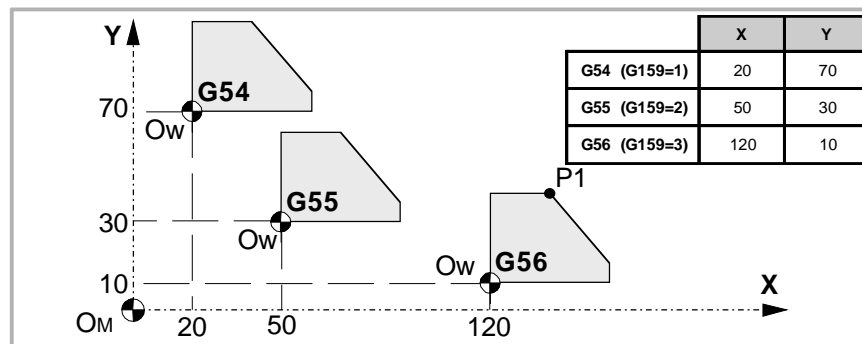 Y
X Y
G54 (G159=1) 20 70
G55 (G159=2) 50 30
G56 (G159=3) 120 10
70
G54
Ow
P1
30
G55
Ow
Ow
G56
10
X
OM
20 50 120